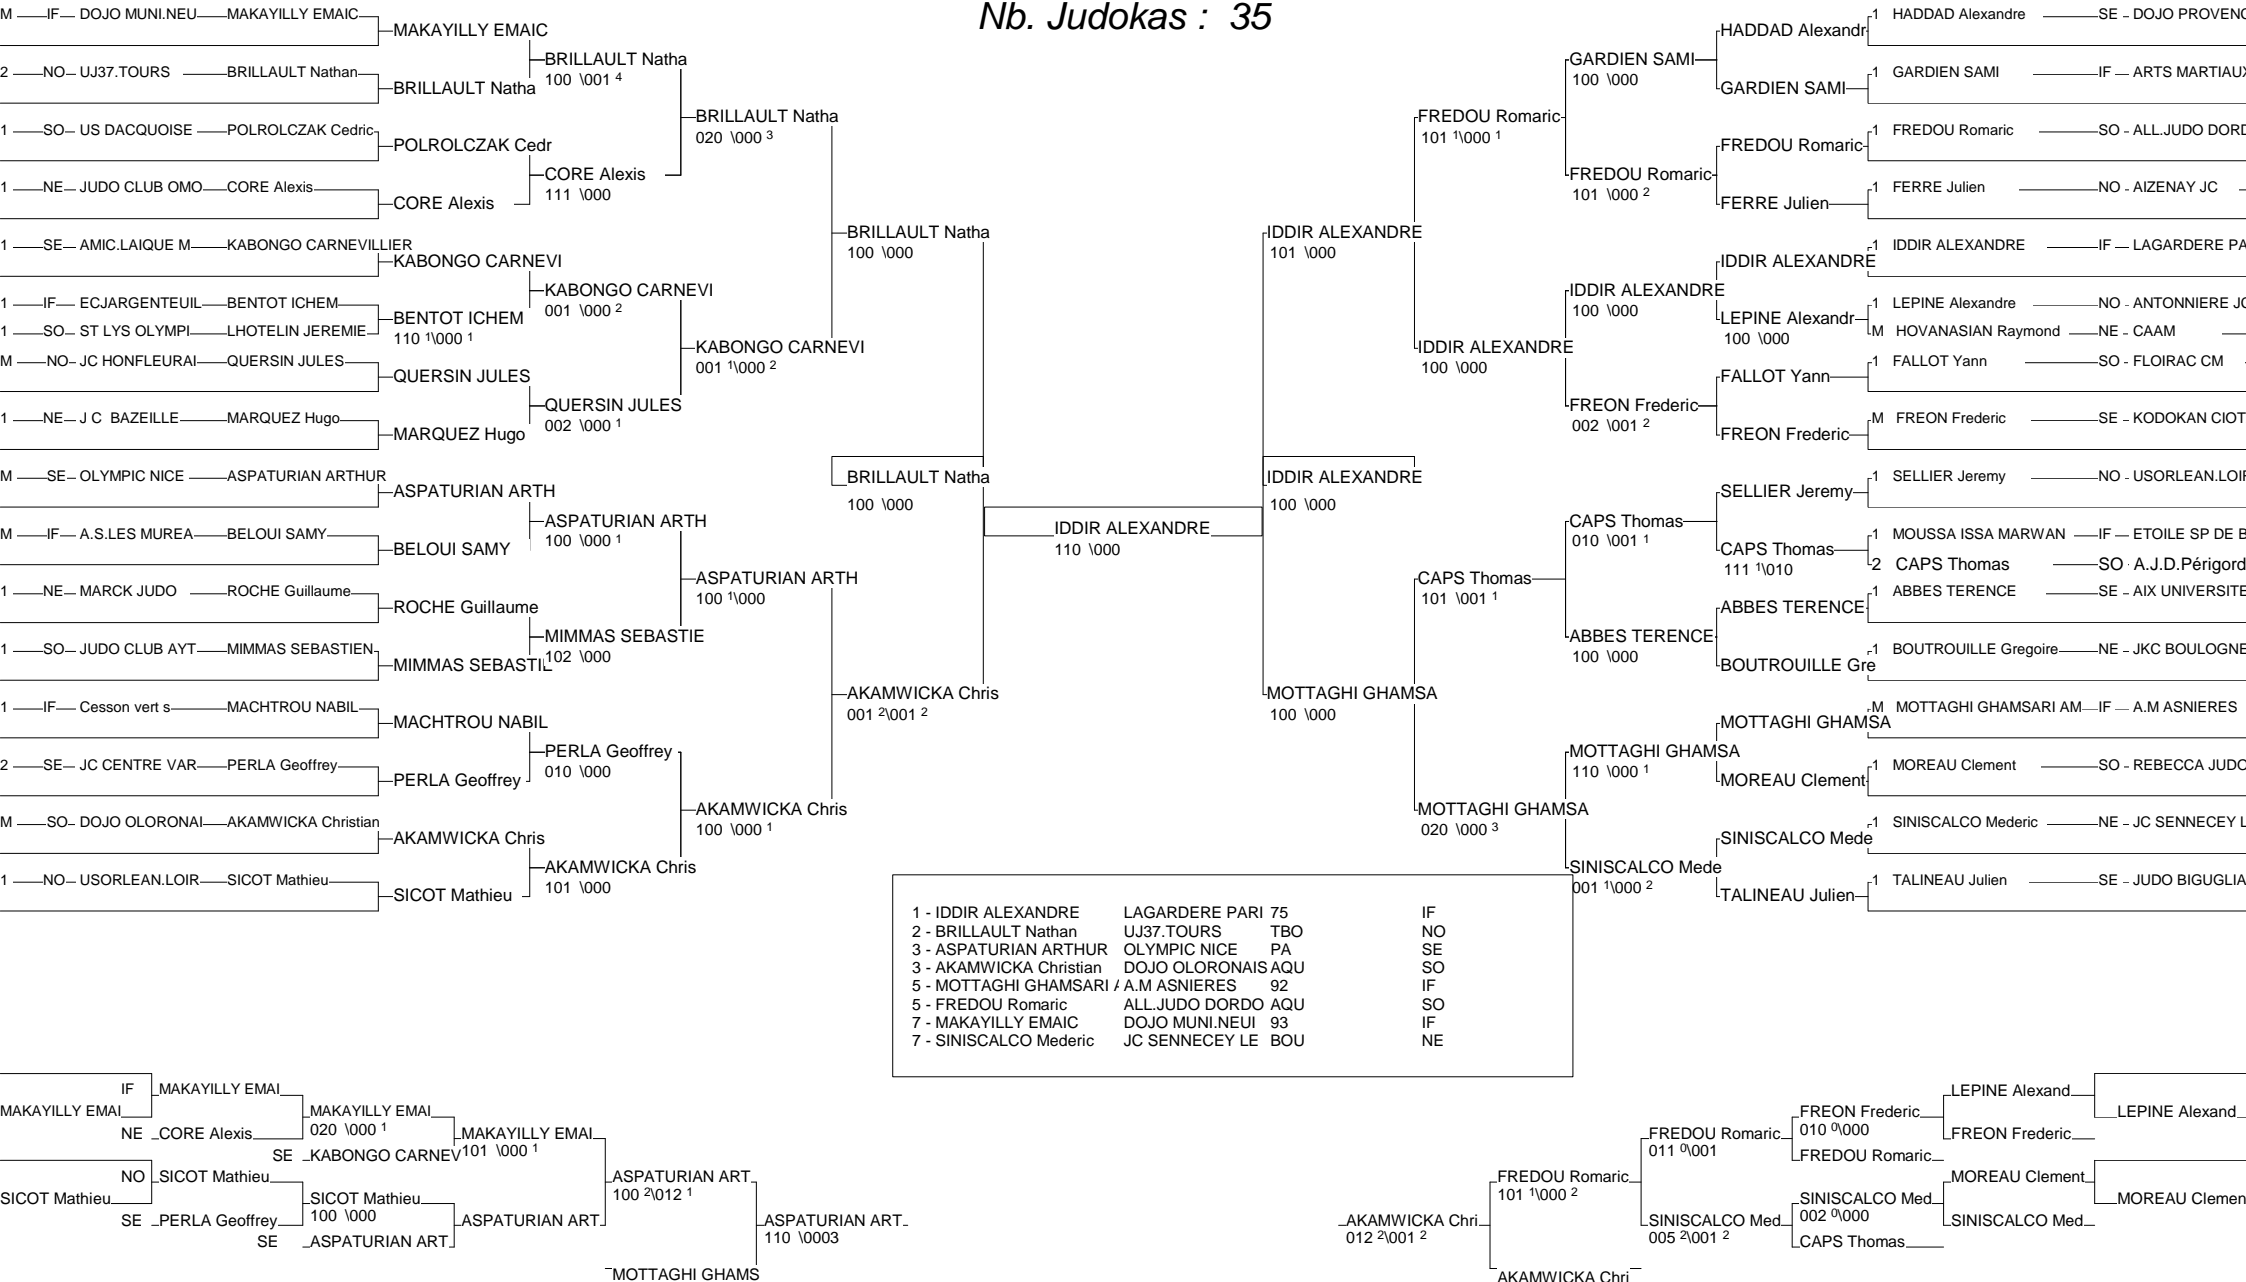 Nb. Judokas : 35
M IF DOJO MUNI.NEU MAKAYILLY EMAIC
2 NO UJ37.TOURS BRILLAULT Nathan
1 SO US DACQUOISE POLROLCZAK Cedric
1 NE JUDO CLUB OMO CORE Alexis
1 SE AMIC.LAIQUE M KABONGO CARNEVILLIER
1 IF ECJARGENTEUIL BENTOT ICHEM
1 SO ST LYS OLYMPI LHOTELIN JEREMIE
M NO JC HONFLEURAI QUERSIN JULES
1 NE J C BAZEILLE MARQUEZ Hugo
M SE OLYMPIC NICE ASPATURIAN ARTHUR
M IF A.S.LES MUREA BELOUI SAMY
1 NE MARCK JUDO ROCHE Guillaume
1 SO JUDO CLUB AYT MIMMAS SEBASTIEN
1 IF Cesson vert s MACHTROU NABIL
2 SE JC CENTRE VAR PERLA Geoffrey
M SO DOJO OLORONAI AKAMWICKA Christian
1 NO USORLEAN.LOIR SICOT Mathieu
MAKAYILLY EMAIC
BRILLAULT Natha
POLROLCZAK Cedr
CORE Alexis
KABONGO CARNEVI
BENTOT ICHEM
110 1\000 1
QUERSIN JULES
MARQUEZ Hugo
ASPATURIAN ARTH
BELOUI SAMY
ROCHE Guillaume
MIMMAS SEBASTIE
MACHTROU NABIL
PERLA Geoffrey
AKAMWICKA Chris
SICOT Mathieu
BRILLAULT Natha
100 \001 4
CORE Alexis
111 \000
KABONGO CARNEVI
001 \000 2
QUERSIN JULES
002 \000 1
ASPATURIAN ARTH
100 \000 1
MIMMAS SEBASTIE
102 \000
PERLA Geoffrey
010 \000
AKAMWICKA Chris
101 \000
BRILLAULT Natha
020 \000 3
KABONGO CARNEVI
001 1\000 2
ASPATURIAN ARTH
100 1\000
AKAMWICKA Chris
100 \000 1
BRILLAULT Natha
100 \000
BRILLAULT Natha
100 \000
AKAMWICKA Chris
001 2\001 2
IDDIR ALEXANDRE
110 \000
IDDIR ALEXANDRE
101 \000
IDDIR ALEXANDRE
100 \000
MOTTAGHI GHAMSA
100 \000
FREDOU Romaric
101 1\000 1
IDDIR ALEXANDRE
100 \000
CAPS Thomas
101 \001 1
MOTTAGHI GHAMSA
020 \000 3
GARDIEN SAMI
100 \000
FREDOU Romaric
101 \000 2
IDDIR ALEXANDRE
100 \000
FREON Frederic
002 \001 2
CAPS Thomas
010 \001 1
ABBES TERENCE
100 \000
MOTTAGHI GHAMSA
110 \000 1
SINISCALCO Mede
001 1\000 2
HADDAD Alexandr
GARDIEN SAMI
FREDOU Romaric
FERRE Julien
IDDIR ALEXANDRE
LEPINE Alexandr
100 \000
FALLOT Yann
FREON Frederic
SELLIER Jeremy
CAPS Thomas
111 1\010
ABBES TERENCE
BOUTROUILLE Gre
MOTTAGHI GHAMSA
MOREAU Clement
SINISCALCO Mede
TALINEAU Julien
1 HADDAD Alexandre SE - DOJO PROVENC
1 GARDIEN SAMI IF - ARTS MARTIAUX
1 FREDOU Romaric SO - ALL.JUDO DORD
1 FERRE Julien NO - AIZENAY JC
1 IDDIR ALEXANDRE IF - LAGARDERE PA
1 LEPINE Alexandre NO - ANTONNIERE JC
M HOVANASIAN Raymond NE - CAAM
1 FALLOT Yann SO - FLOIRAC CM
M FREON Frederic SE - KODOKAN CIOT
1 SELLIER Jeremy NO - USORLEAN.LOIR
1 MOUSSA ISSA MARWAN IF - ETOILE SP DE B
2 CAPS Thomas SO A.J.D.Périgord
1 ABBES TERENCE SE - AIX UNIVERSITE
1 BOUTROUILLE Gregoire NE - JKC BOULOGNE
M MOTTAGHI GHAMSARI AM IF - A.M ASNIERES
1 MOREAU Clement SO - REBECCA JUDO
1 SINISCALCO Mederic NE - JC SENNECEY L
1 TALINEAU Julien SE - JUDO BIGUGLIA
1 - IDDIR ALEXANDRE LAGARDERE PARI 75 IF
2 - BRILLAULT Nathan UJ37.TOURS TBO NO
3 - ASPATURIAN ARTHUR OLYMPIC NICE PA SE
3 - AKAMWICKA Christian DOJO OLORONAIS AQU SO
5 - MOTTAGHI GHAMSARI A A.M ASNIERES 92 IF
5 - FREDOU Romaric ALL.JUDO DORDO AQU SO
7 - MAKAYILLY EMAIC DOJO MUNI.NEUI 93 IF
7 - SINISCALCO Mederic JC SENNECEY LE BOU NE
MAKAYILLY EMAI
SICOT Mathieu
IF MAKAYILLY EMAI
NE CORE Alexis
NO SICOT Mathieu
SE PERLA Geoffrey
MAKAYILLY EMAI
020 \000 1
SE KABONGO CARNEV
SICOT Mathieu
100 \000
SE ASPATURIAN ART
MAKAYILLY EMAI
101 \000 1
ASPATURIAN ART
ASPATURIAN ART
100 2\012 1
MOTTAGHI GHAMS
ASPATURIAN ART
110 \0003
AKAMWICKA Chri
012 2\001 2
FREDOU Romaric
101 1\000 2
AKAMWICKA Chri
FREDOU Romaric
011 0\001
SINISCALCO Med
005 2\001 2
FREON Frederic
010 0\000
FREDOU Romaric
SINISCALCO Med
002 0\000
CAPS Thomas
LEPINE Alexand
FREON Frederic
MOREAU Clement
SINISCALCO Med
LEPINE Alexand
MOREAU Clemen